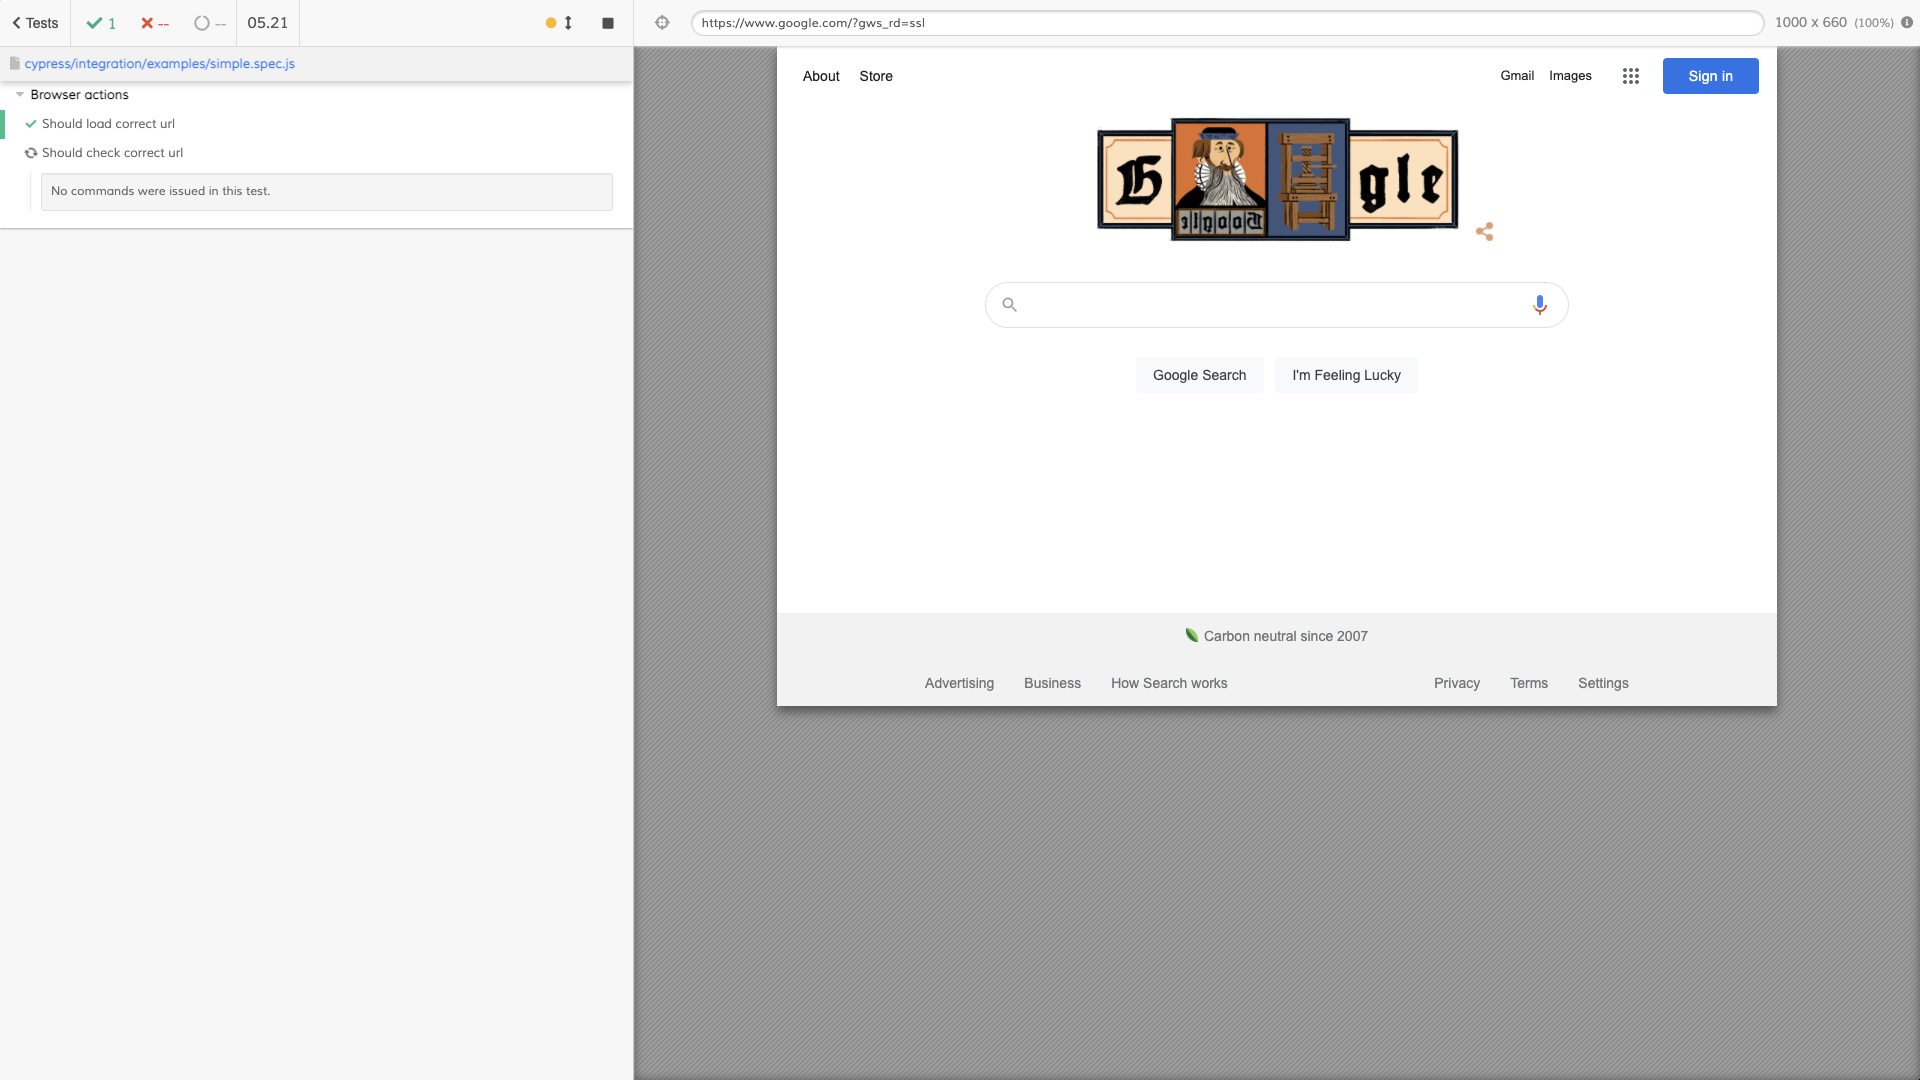 Tests
1
--
--
05.21
https://www.google.com/?gws_rd=ssl
1000 x 660 (100%)
cypress/integration/examples/simple.spec.js
Browser actions
Should load correct url
Should check correct url
No commands were issued in this test.
About Store
Gmail Images
Sign in
G
gle
Google
Google Search
I'm Feeling Lucky
Carbon neutral since 2007
Advertising Business How Search works
Privacy Terms Settings